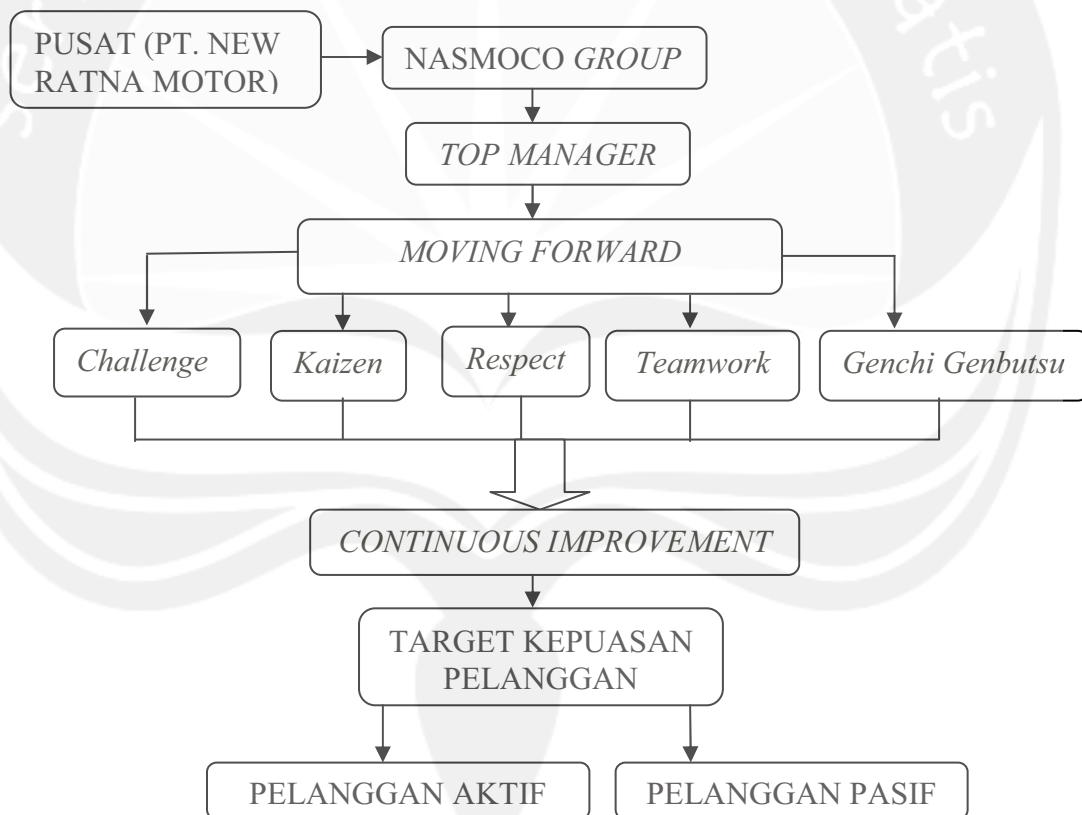 PUSAT (PT. NEW
RATNA MOTOR)
NASMOCO GROUP
TOP MANAGER
MOVING FORWARD
Challenge
Kaizen
Respect
Teamwork
Genchi Genbutsu
CONTINUOUS IMPROVEMENT
TARGET KEPUASAN
PELANGGAN
PELANGGAN AKTIF
PELANGGAN PASIF